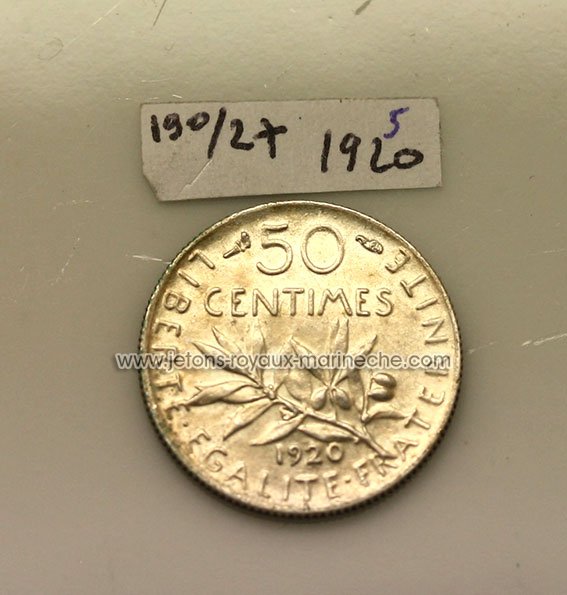 190/27 1920
5
50
CENTIMES
LIBERTE·EGALITE·FRATERNITE
www.jetons-royaux-marineche.com
1920